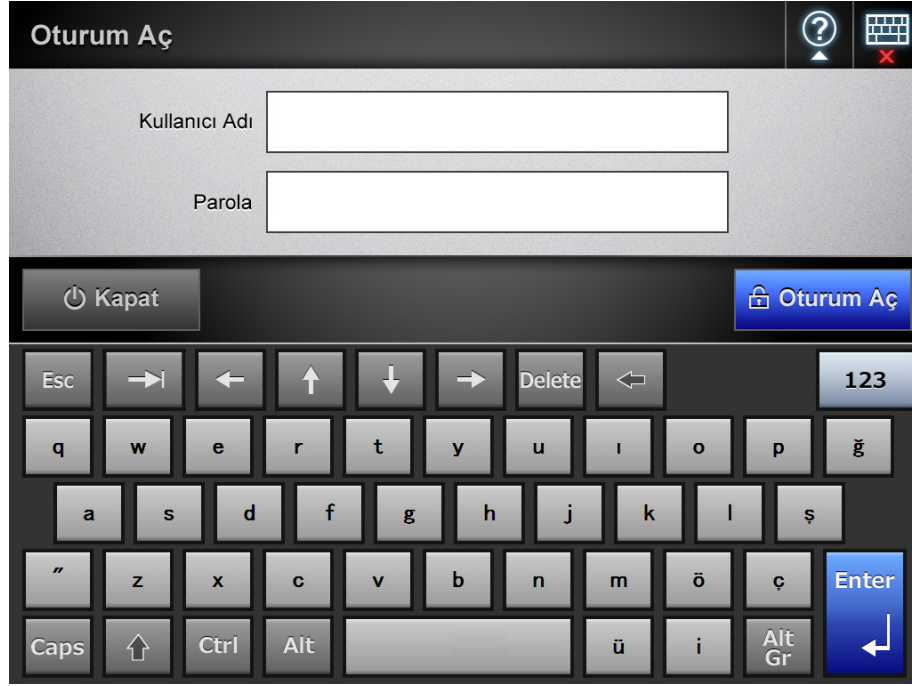 Oturum Aç ?
Kullanıcı Adı
Parola
Kapat Oturum Aç
Esc Delete 123
q w e r t y u ı o p ğ
a s d f g h j k l ş
" z x c v b n m ö ç Enter
Caps Ctrl Alt ü i Alt Gr